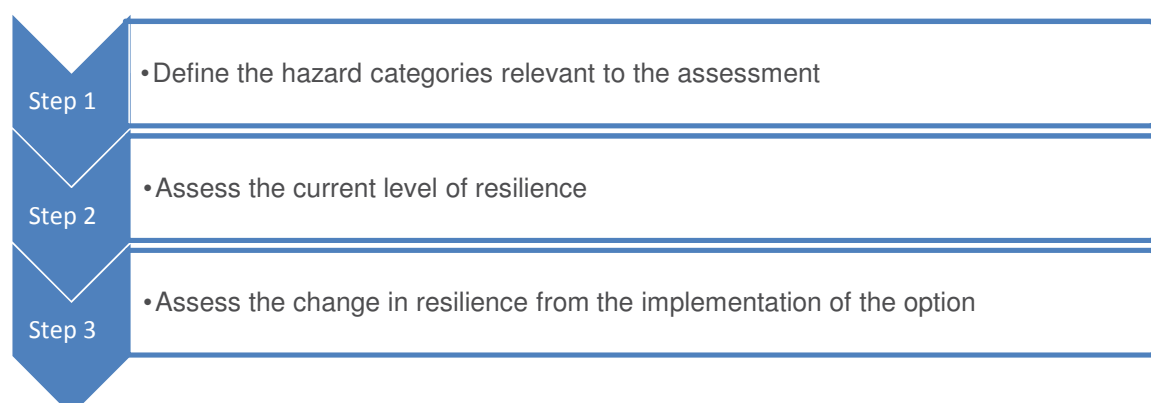 Step 1
•Define the hazard categories relevant to the assessment
Step 2
•Assess the current level of resilience
Step 3
•Assess the change in resilience from the implementation of the option